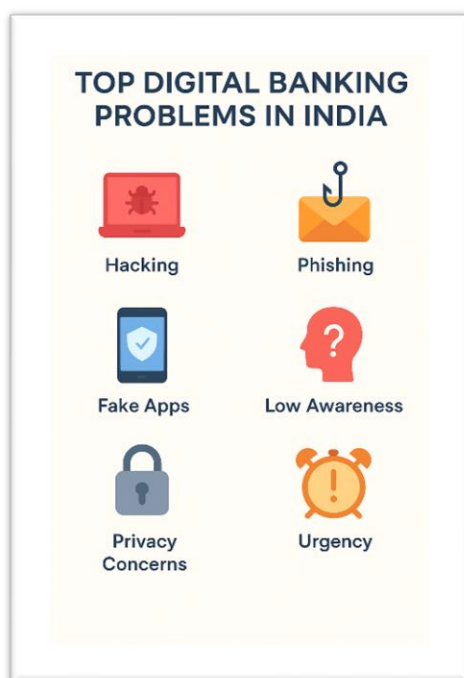 TOP DIGITAL BANKING
PROBLEMS IN INDIA
Hacking
Phishing
Fake Apps
Low Awareness
Privacy
Concerns
Urgency